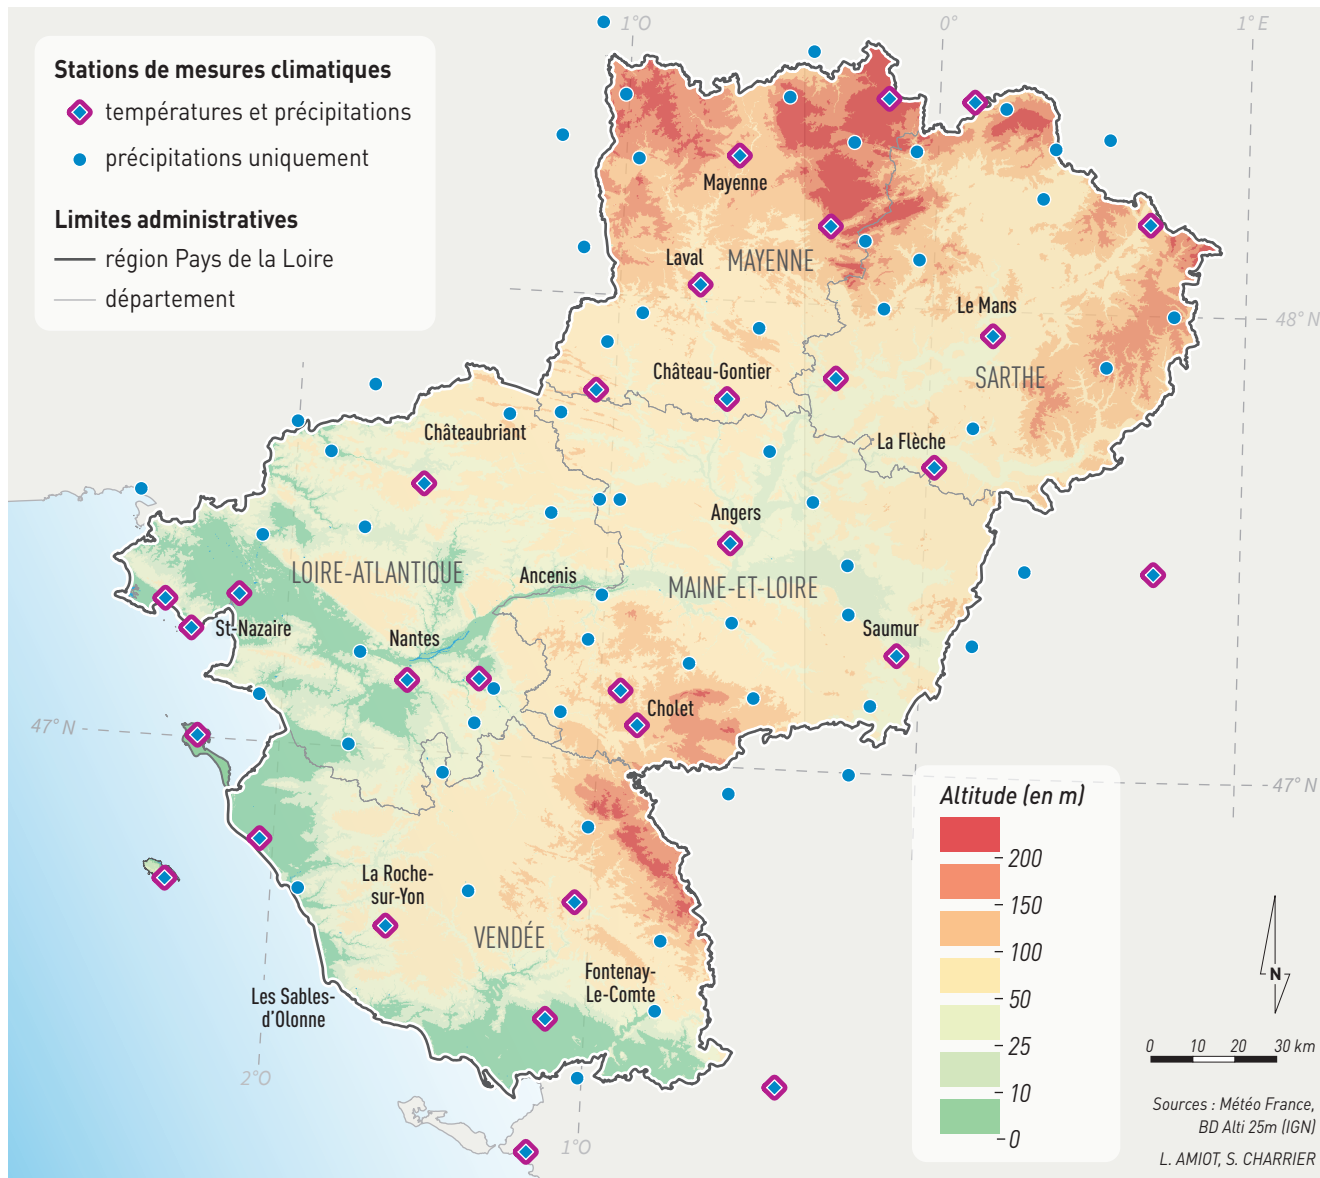 1°O
0°
1° E
Stations de mesures climatiques
températures et précipitations
précipitations uniquement
Limites administratives
région Pays de la Loire
département
Mayenne
MAYENNE
Laval
Le Mans
48° N
Château-Gontier
SARTHE
Châteaubriant
La Flèche
Angers
LOIRE-ATLANTIQUE
Ancenis
MAINE-ET-LOIRE
St-Nazaire
Nantes
Saumur
Cholet
47° N
47° N
Altitude (en m)
200
150
100
50
25
10
0
La Roche-
sur-Yon
VENDÉE
Fontenay-
Le-Comte
Les Sables-
d'Olonne
2°O
1°O
N
0 10 20 30 km
Sources : Météo France,
BD Alti 25m (IGN)
L. AMIOT, S. CHARRIER